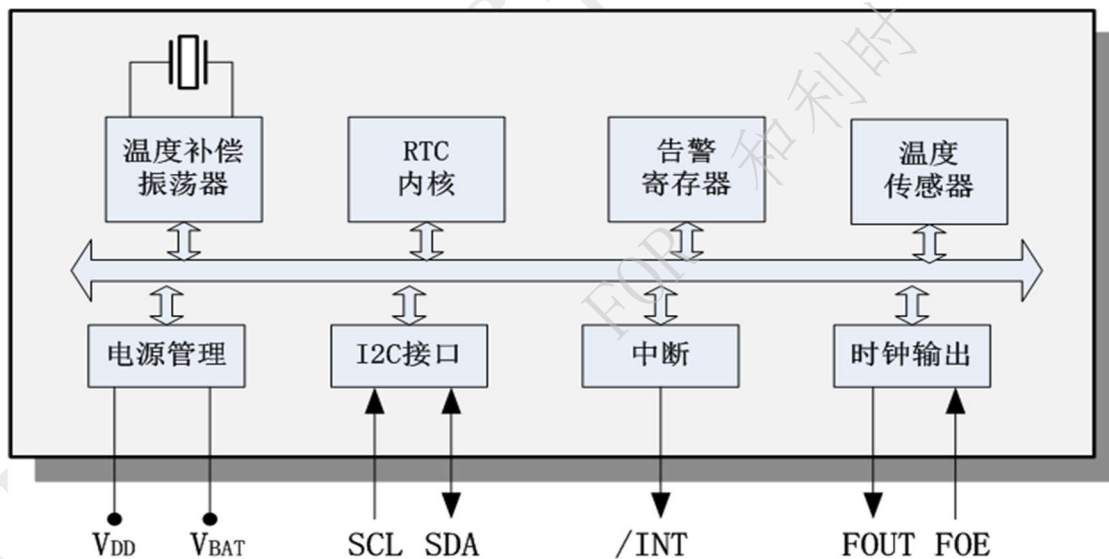 温度补偿
振荡器
RTC
内核
告警
寄存器
温度
传感器
电源管理
I2C接口
中断
时钟输出
VDD
VBAT
SCL
SDA
/INT
FOUT
FOE
FOR 和利时